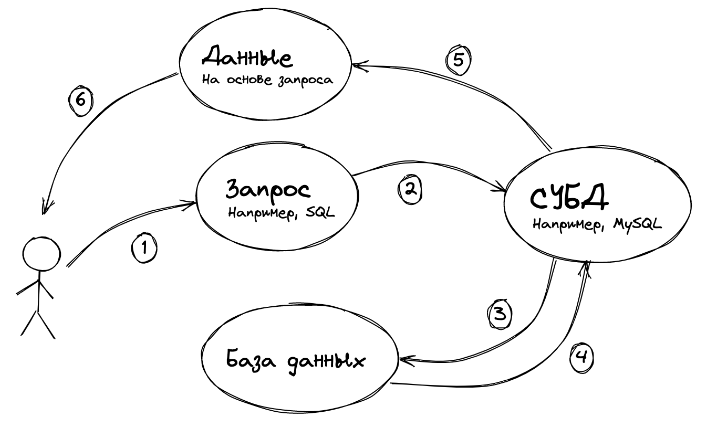 Данные
На основе запроса
5
6
Запрос
Например, SQL
2
СУБД
Например, MySQL
1
3
База данных
4